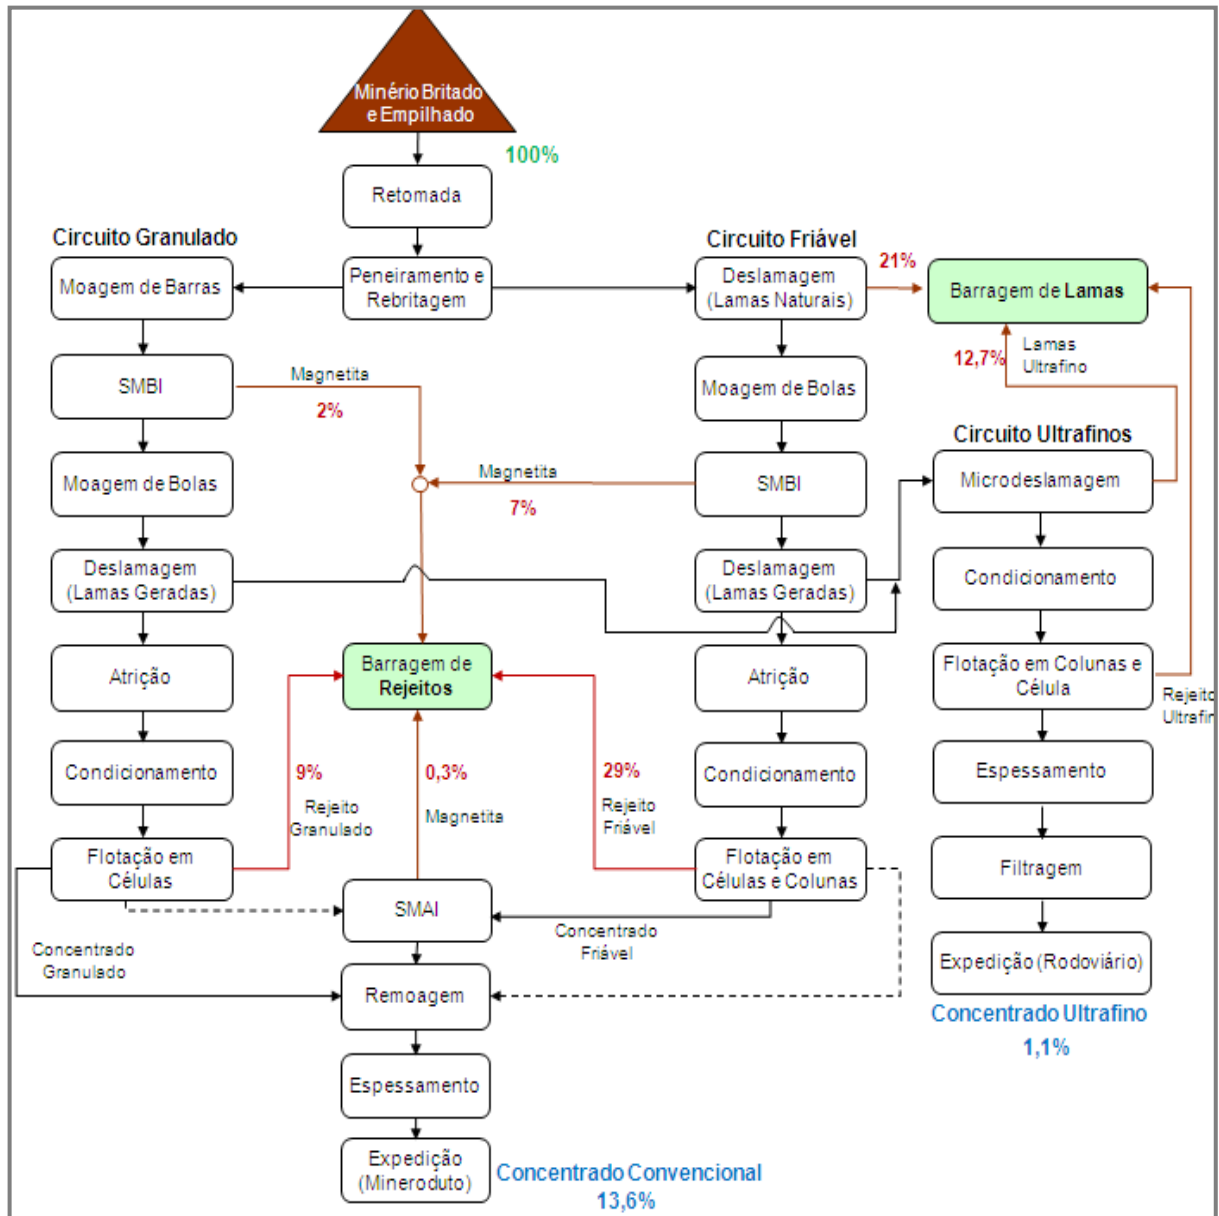 Minério Britado
e Empilhado
100%
Retomada
Circuito Granulado
Moagem de Barras
Peneiramento e
Rebritagem
Circuito Friável
Deslamagem
(Lamas Naturais)
21%
Barragem de Lamas
SMBI
Magnetita
2%
Moagem de Bolas
12,7%
Lamas
Ultrafino
Moagem de Bolas
Magnetita
7%
SMBI
Circuito Ultrafinos
Microdeslamagem
Deslamagem
(Lamas Geradas)
Deslamagem
(Lamas Geradas)
Condicionamento
Atrição
Barragem de
Rejeitos
Atrição
Flotação em Colunas e
Célula
Rejeito
Condicionamento
9%
Rejeito
Granulado
0,3%
Magnetita
29%
Rejeito
Friável
Condicionamento
Espessamento
Flotação em
Células
SMAI
Flotação em
Células e Colunas
Filtragem
Concentrado
Granulado
Concentrado
Friável
Remoagem
Expedição (Rodoviário)
Concentrado Ultrafino
1,1%
Espessamento
Expedição
(Mineroduto)
Concentrado Convencional
13,6%